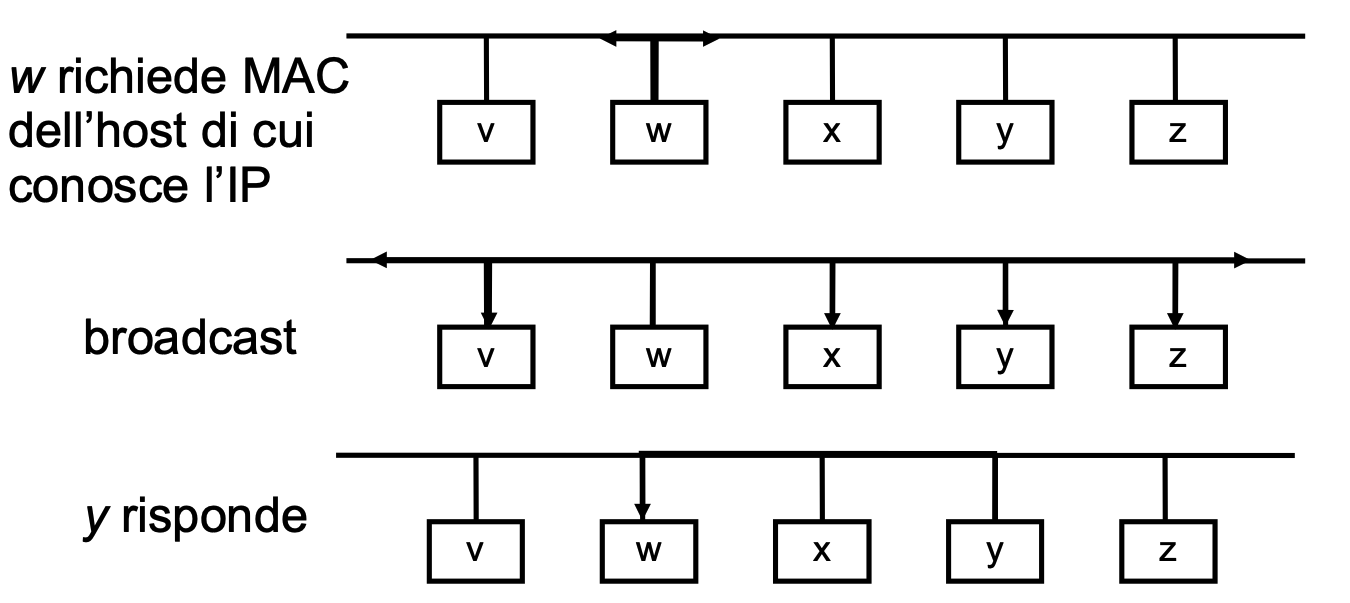 w richiede MAC
dell'host di cui
conosce l'IP
v w x y z
broadcast
v w x y z
y risponde
v w x y z